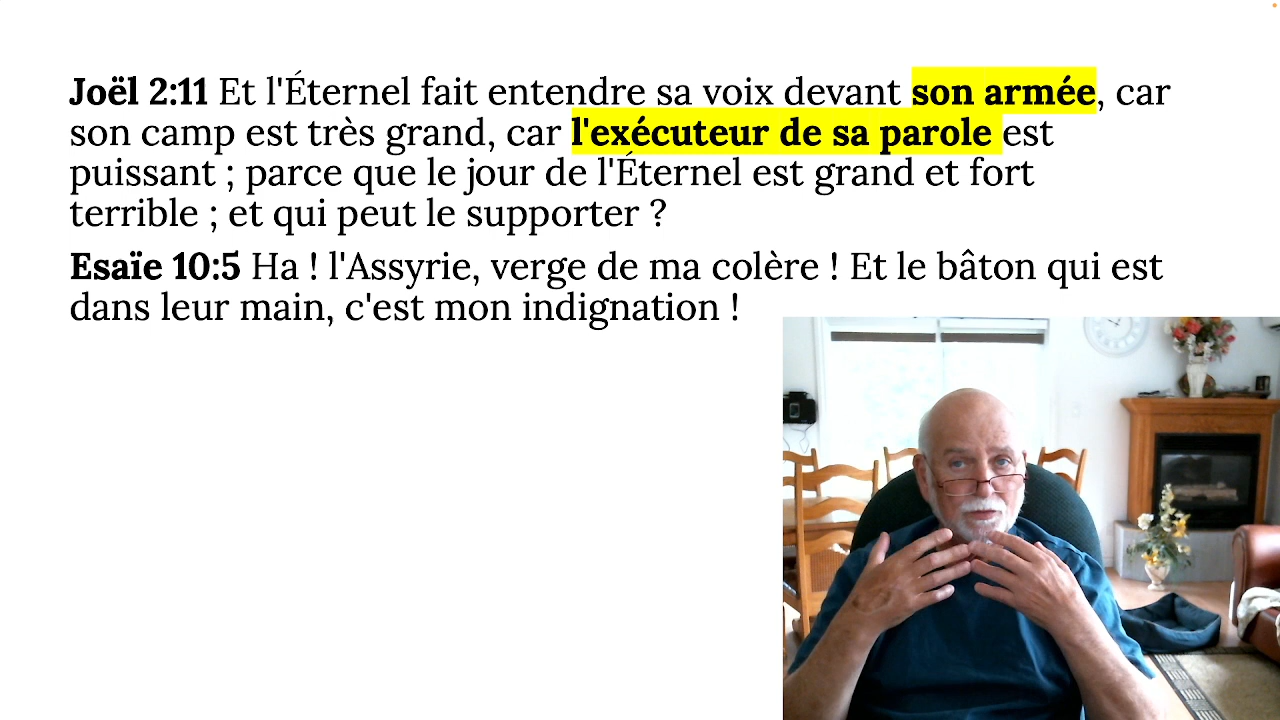 Joël 2:11 Et l'Éternel fait entendre sa voix devant son armée, car
son camp est très grand, car l'exécuteur de sa parole est
puissant ; parce que le jour de l'Éternel est grand et fort
terrible ; et qui peut le supporter ?
Esaïe 10:5 Ha ! l'Assyrie, verge de ma colère ! Et le bâton qui est
dans leur main, c'est mon indignation !